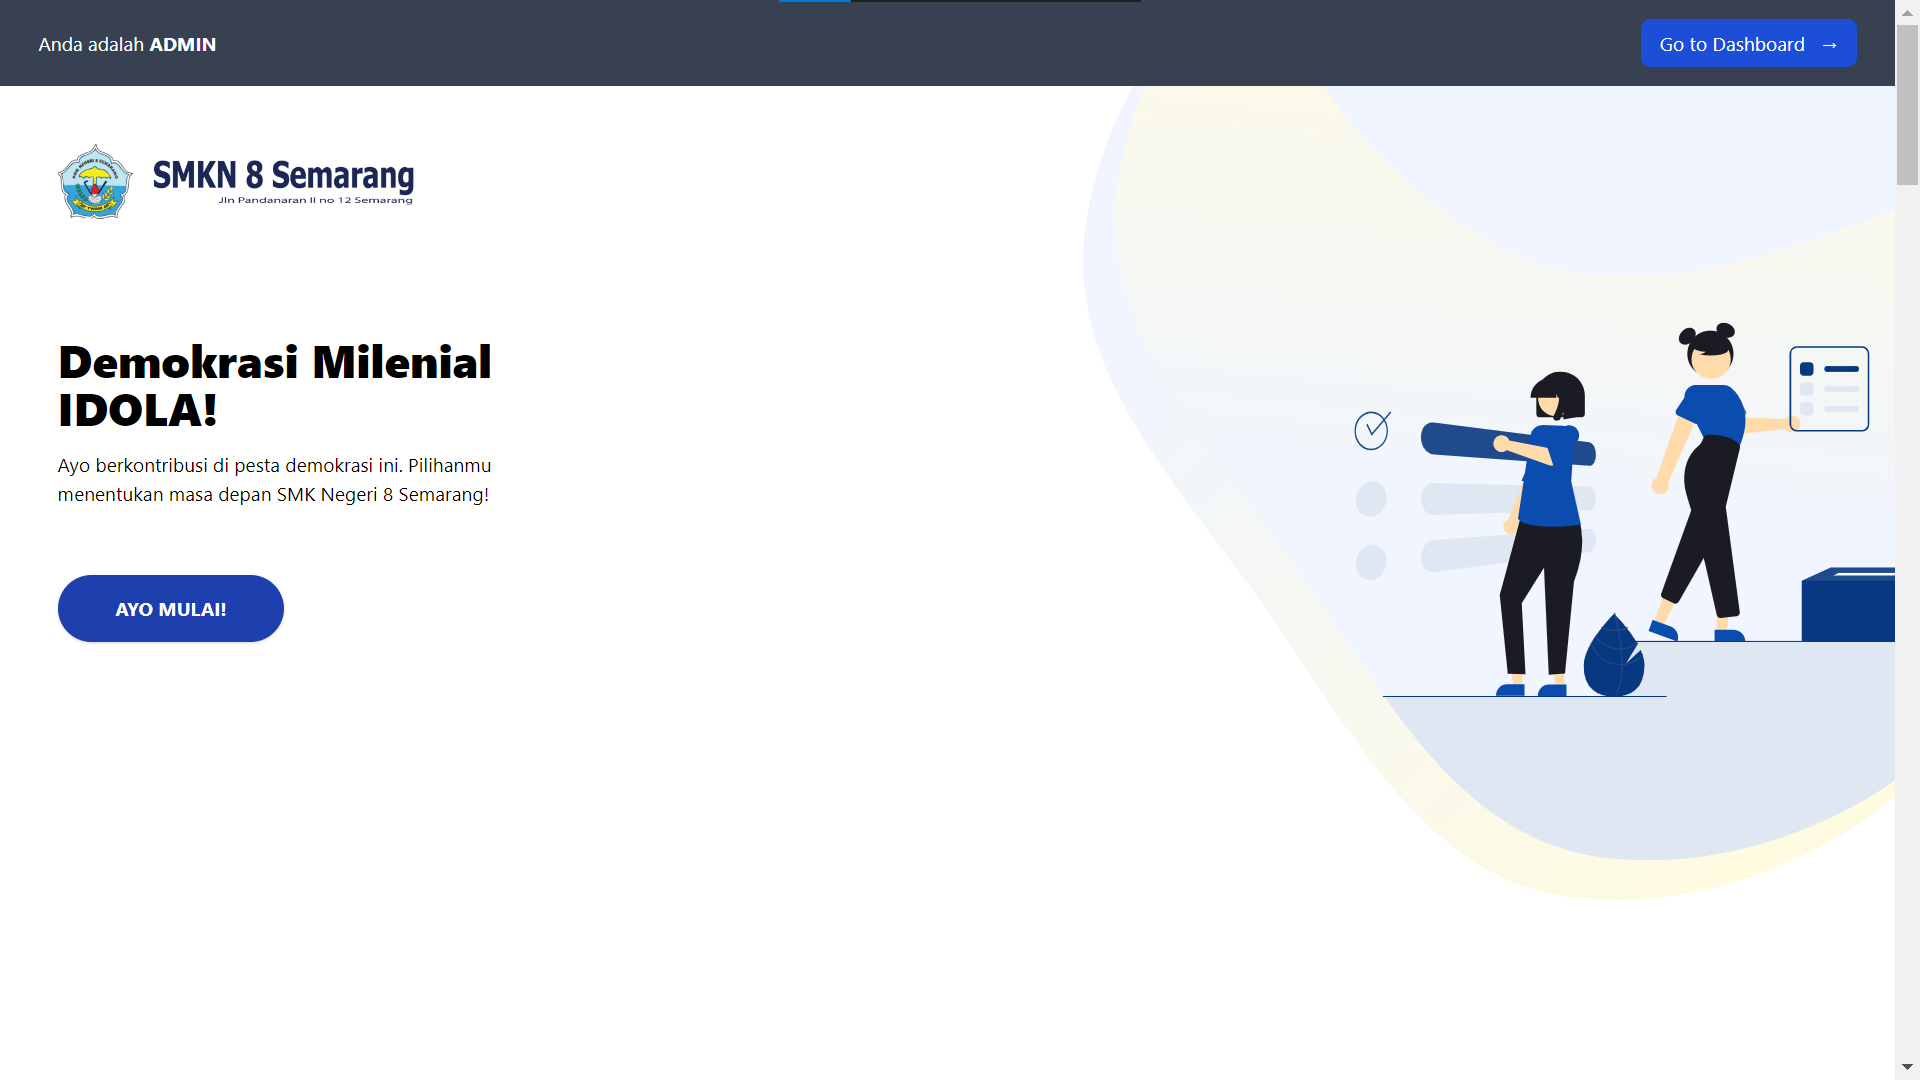 Anda adalah ADMIN
Go to Dashboard →
SMKN 8 Semarang
Jln Pandanaran II no 12 Semarang
Demokrasi Milenial
IDOLA!
Ayo berkontribusi di pesta demokrasi ini. Pilihanmu
menentukan masa depan SMK Negeri 8 Semarang!
AYO MULAI!